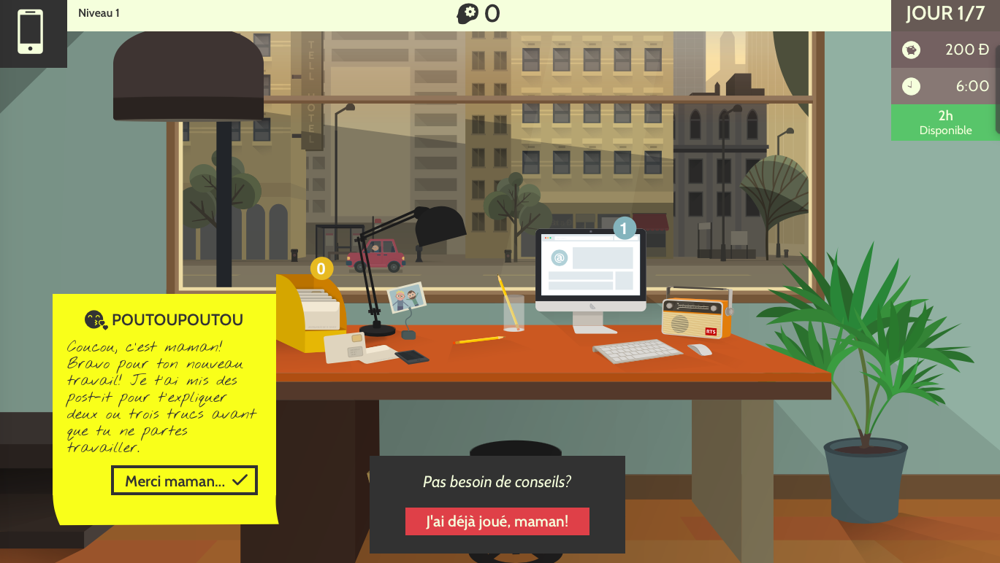 Niveau 1
0
JOUR 1/7
200 Đ
6:00
2h
Disponible
TELL HOTEL
1
@
0
RTS
POUTOUPOUTOU
Coucou, c'est maman!
Bravo pour ton nouveau
travail! Je t'ai mis des
post-it pour t'expliquer
deux ou trois trucs avant
que tu ne partes
travailler.
Merci maman...
Pas besoin de conseils?
J'ai déjà joué, maman!